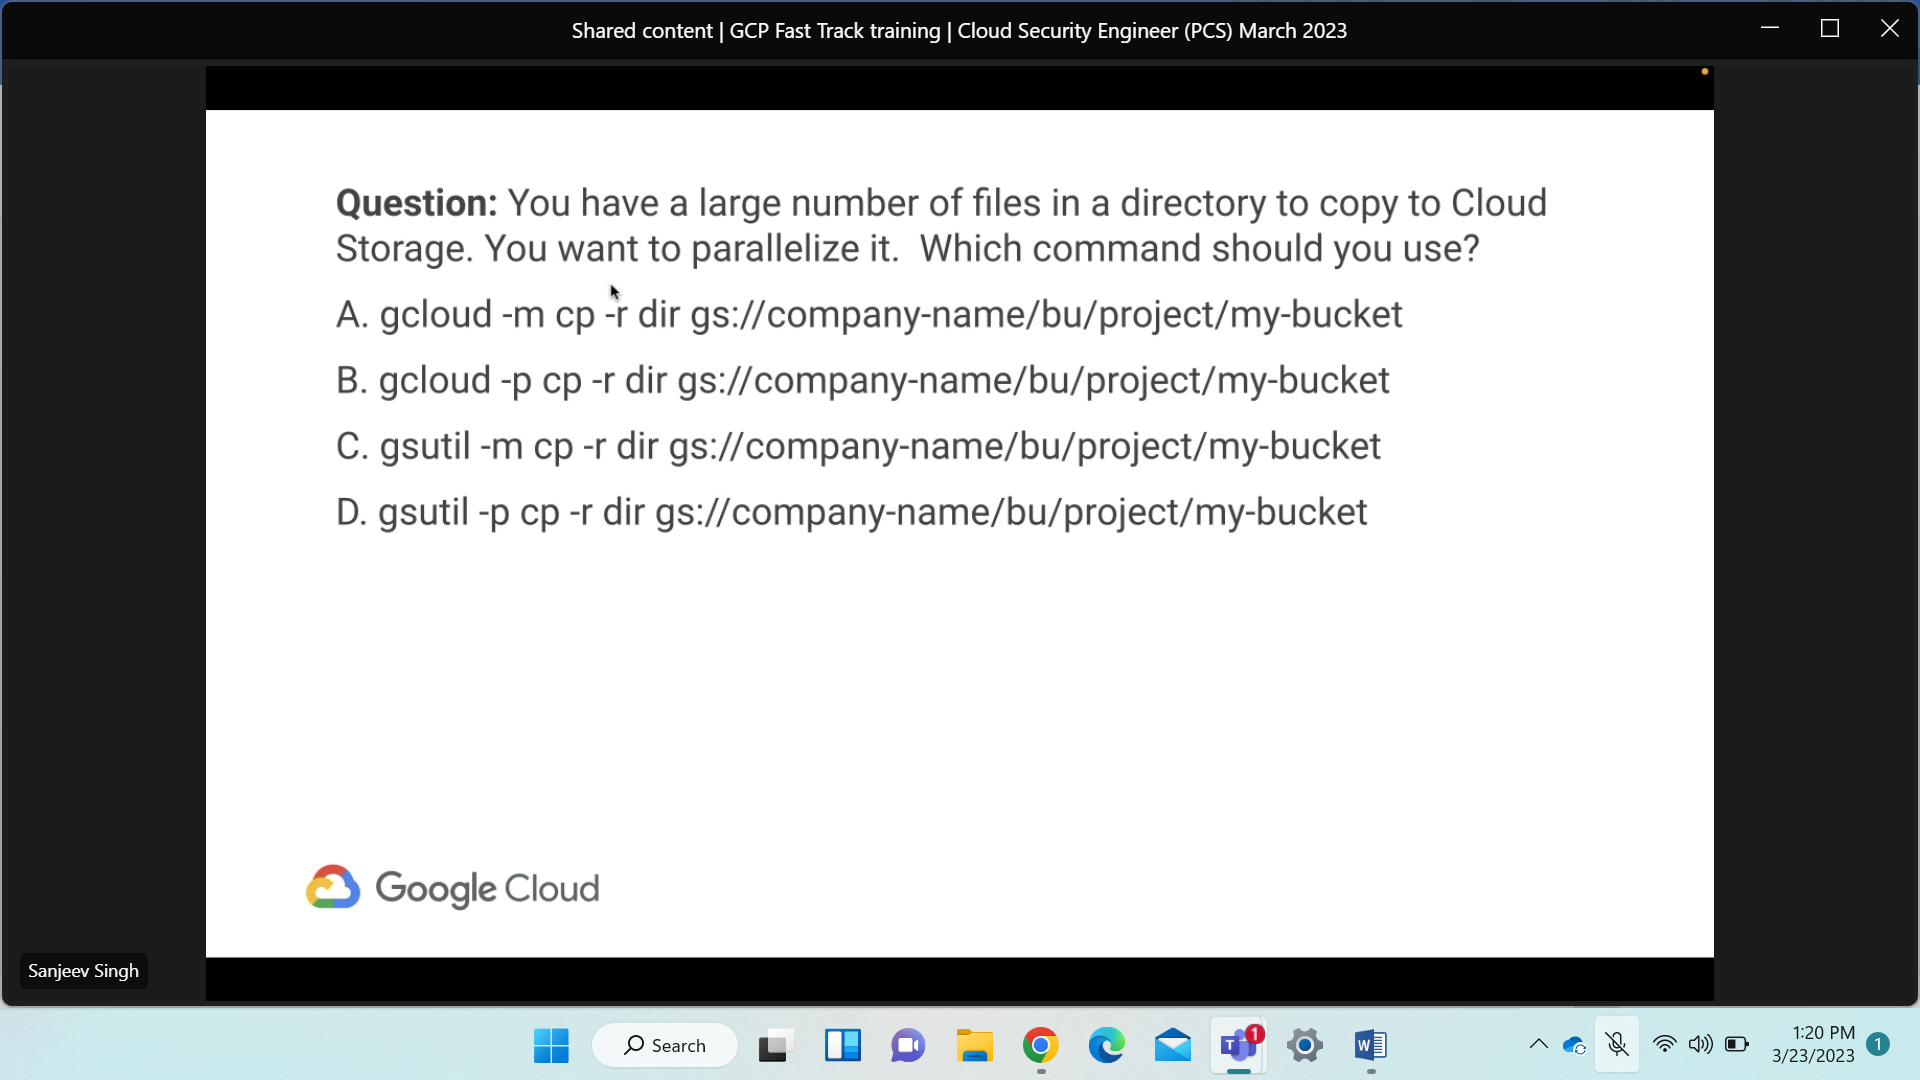 Shared content | GCP Fast Track training | Cloud Security Engineer (PCS) March 2023
Question: You have a large number of files in a directory to copy to Cloud
Storage. You want to parallelize it.  Which command should you use?
A. gcloud -m cp -r dir gs://company-name/bu/project/my-bucket
B. gcloud -p cp -r dir gs://company-name/bu/project/my-bucket
C. gsutil -m cp -r dir gs://company-name/bu/project/my-bucket
D. gsutil -p cp -r dir gs://company-name/bu/project/my-bucket
Google Cloud
Sanjeev Singh
Search
T
1
W
1:20 PM
3/23/2023
1